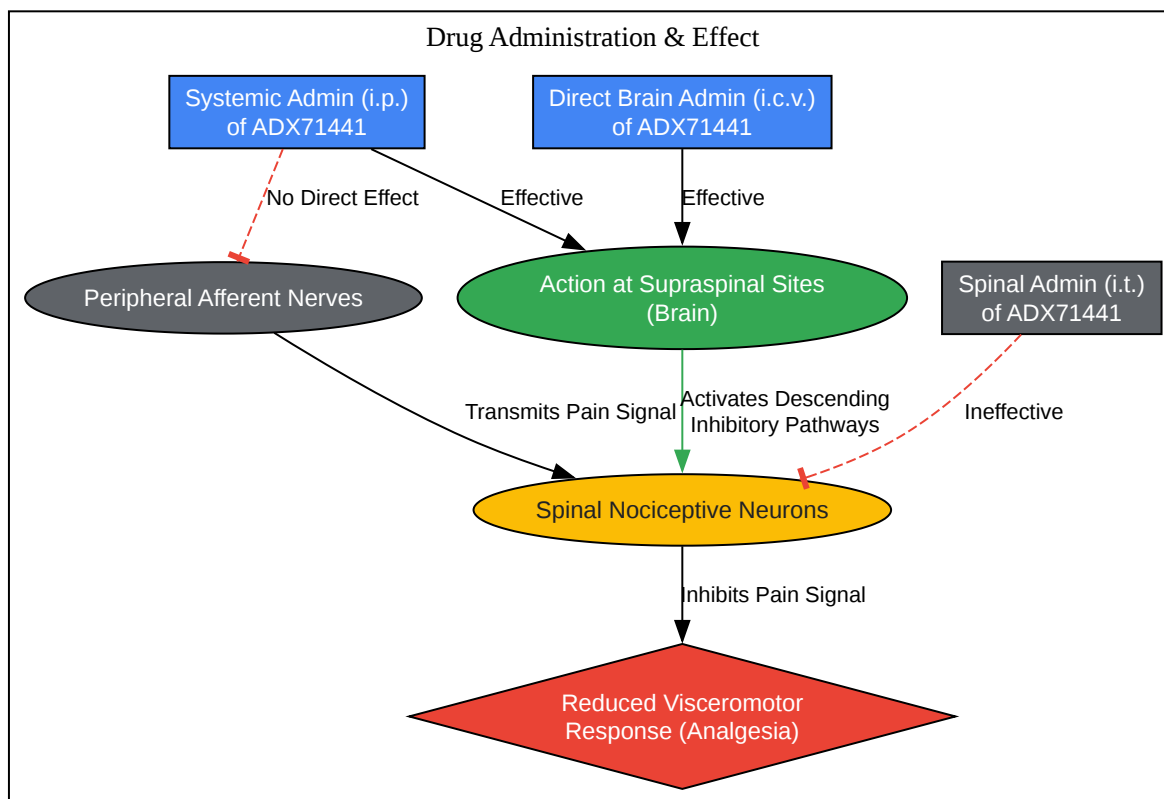 Drug Administration & Effect
Systemic Admin (i.p.)
of ADX71441
Direct Brain Admin (i.c.v.)
of ADX71441
No Direct Effect
Effective
Effective
Peripheral Afferent Nerves
Action at Supraspinal Sites
(Brain)
Spinal Admin (i.t.)
of ADX71441
Transmits Pain Signal
Activates Descending
Inhibitory Pathways
Ineffective
Spinal Nociceptive Neurons
Inhibits Pain Signal
Reduced Visceromotor
Response (Analgesia)